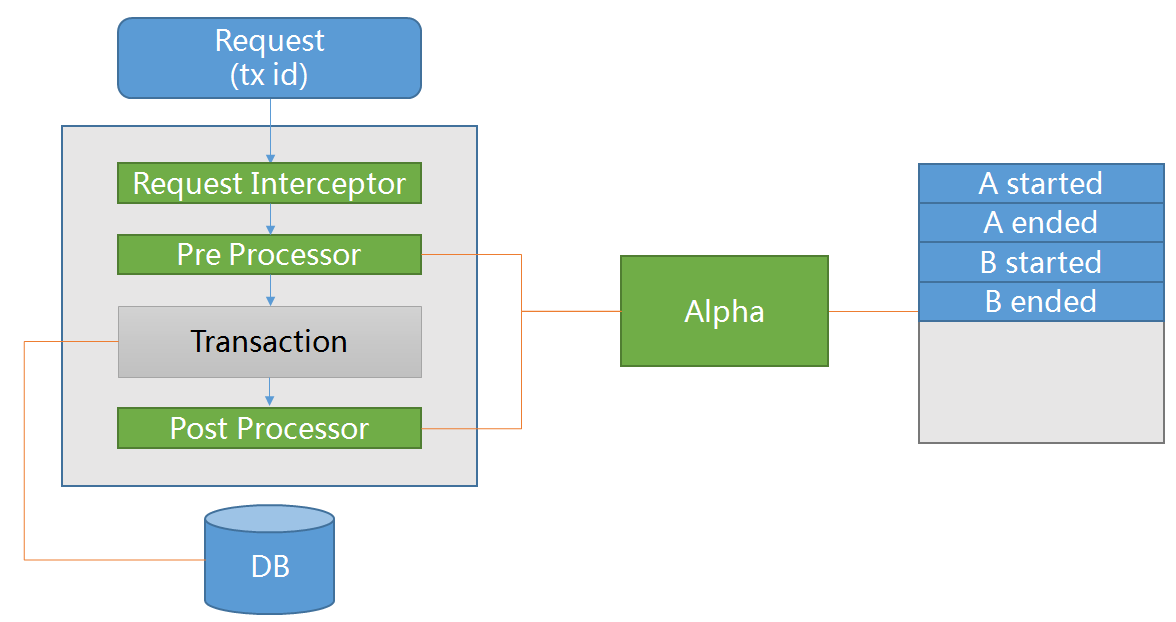 Request
(tx id)
Request Interceptor
Pre Processor
Transaction
Post Processor
DB
Alpha
A started
A ended
B started
B ended